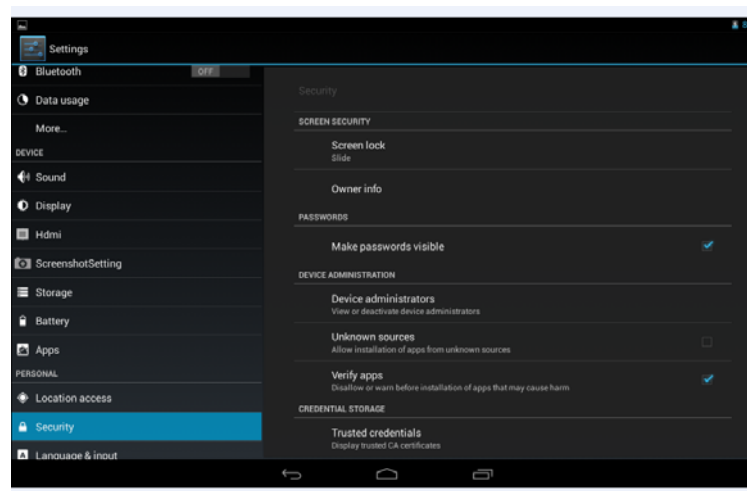 Settings
Bluetooth OFF
Data usage
More...
DEVICE
Sound
Display
Hdmi
ScreenshotSetting
Storage
Battery
Apps
PERSONAL
Location access
Security
Language & input
Security
SCREEN SECURITY
Screen lock
Slide
Owner info
PASSWORDS
Make passwords visible
DEVICE ADMINISTRATION
Device administrators
View or deactivate device administrators
Unknown sources
Allow installation of apps from unknown sources
Verify apps
Disallow or warn before installation of apps that may cause harm
CREDENTIAL STORAGE
Trusted credentials
Display trusted CA certificates